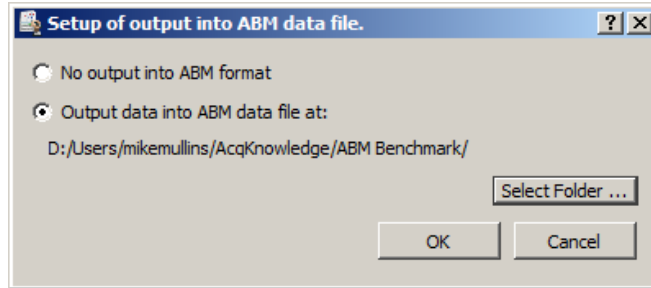 Setup of output into ABM data file.
No output into ABM format
Output data into ABM data file at:
D:/Users/mikemullins/AcqKnowledge/ABM Benchmark/
Select Folder ...
OK
Cancel